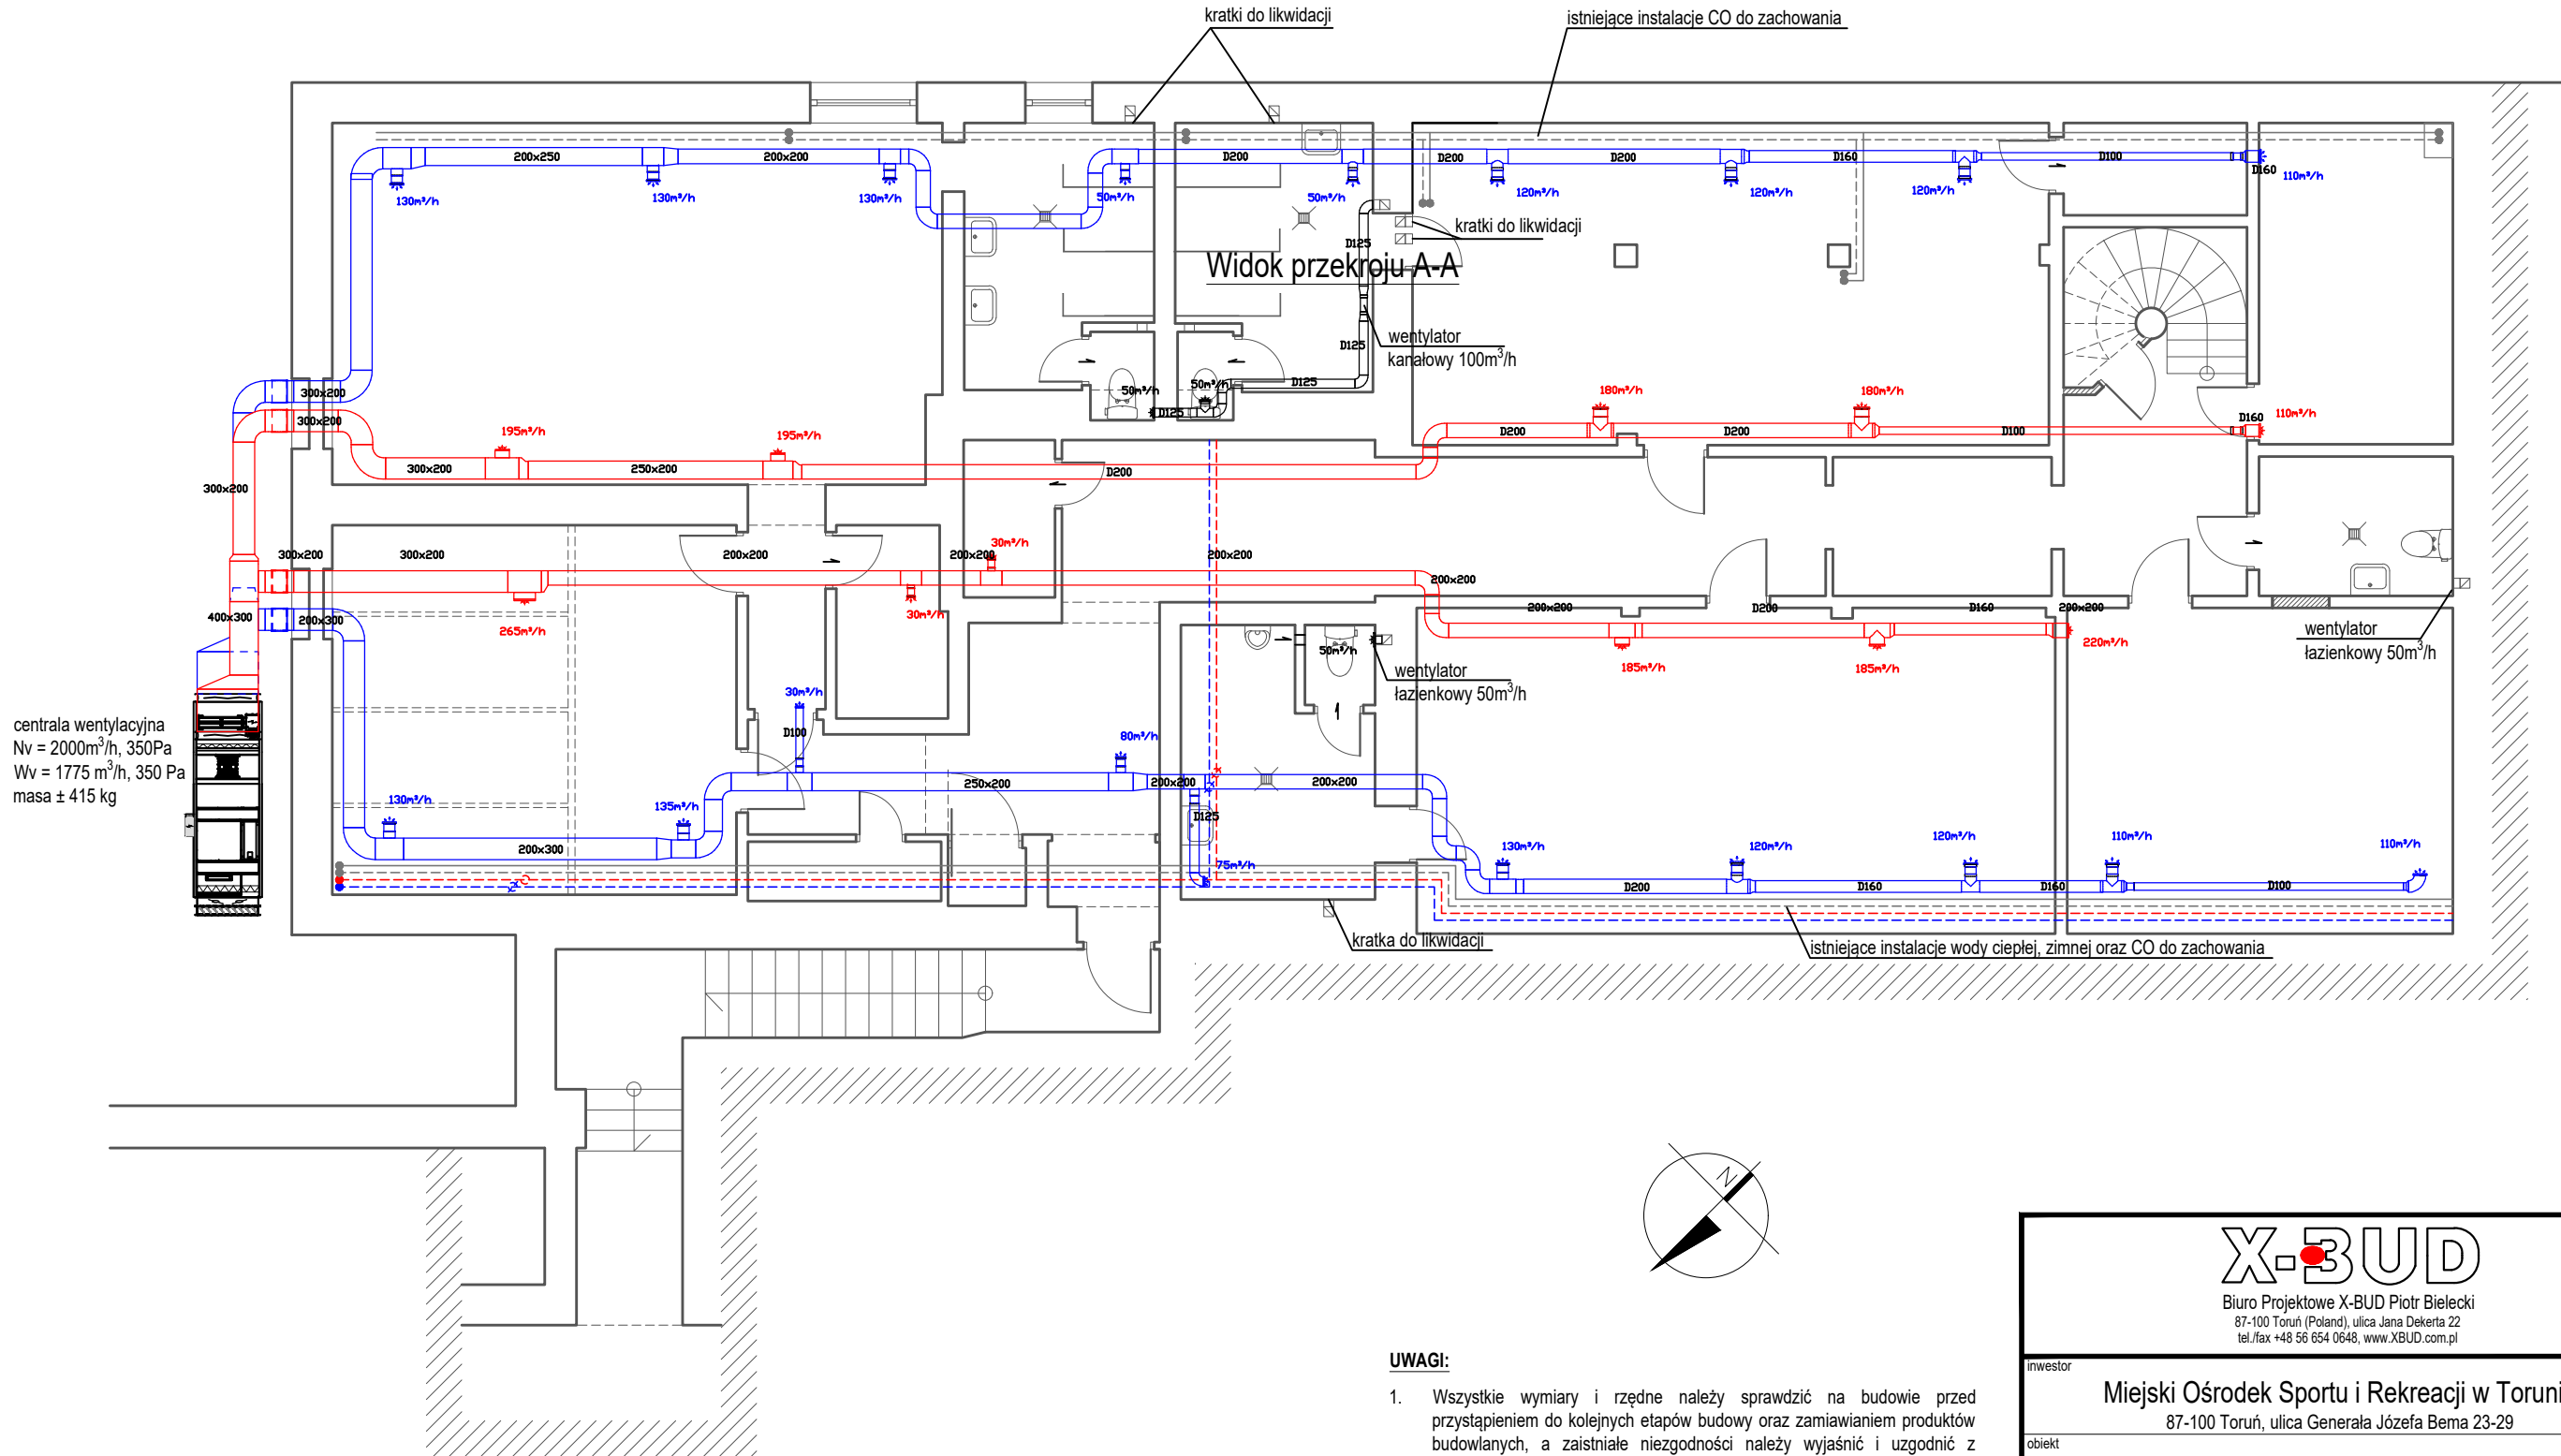 kratki do likwidacji
istniejące instalacje CO do zachowania
200x250
200x200
D200
D200
D200
D160
D100
D160
130m³/h
130m³/h
130m³/h
50m³/h
50m³/h
120m³/h
120m³/h
120m³/h
110m³/h
kratki do likwidacji
D125
Widok przekroju A-A
wentylator
kanałowy 100m³/h
D125
D125
50m³/h
50m³/h
D125
300x200
300x200
195m³/h
195m³/h
180m³/h
180m³/h
110m³/h
D160
D200
D200
D100
300x200
250x200
D200
300x200
300x200
300x200
200x200
200x200
30m³/h
200x200
200x200
265m³/h
30m³/h
400x300
200x300
200x200
D200
D160
200x200
185m³/h
185m³/h
220m³/h
50m³/h
wentylator
łazienkowy 50m³/h
wentylator
łazienkowy 50m³/h
centrala wentylacyjna
Nv = 2000m³/h, 350Pa
Wv = 1775 m³/h, 350 Pa
masa ± 415 kg
30m³/h
D100
80m³/h
250x200
200x200
200x200
D125
75m³/h
130m³/h
135m³/h
200x300
130m³/h
120m³/h
120m³/h
110m³/h
110m³/h
D200
D160
D160
D100
kratka do likwidacji
istniejące instalacje wody ciepłej, zimnej oraz CO do zachowania
N
X-BUD
Biuro Projektowe X-BUD Piotr Bielecki
87-100 Toruń (Poland), ulica Jana Dekerta 22
tel./fax +48 56 654 0648, www.XBUD.com.pl
inwestor
Miejski Ośrodek Sportu i Rekreacji w Toruni
87-100 Toruń, ulica Generała Józefa Bema 23-29
obiekt
UWAGI:
1. Wszystkie wymiary i rzędne należy sprawdzić na budowie przed
przystąpieniem do kolejnych etapów budowy oraz zamiawianiem produktów
budowlanych, a zaistniałe niezgodności należy wyjaśnić i uzgodnić z